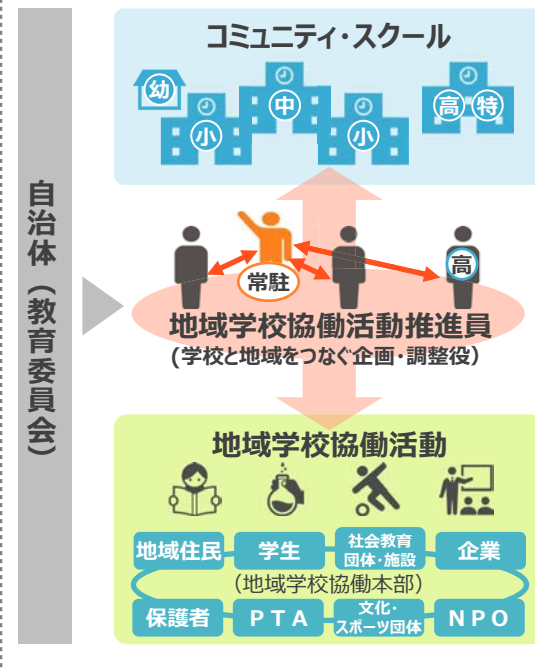 自治体（教育委員会）
コミュニティ・スクール
幼
小
中
小
高
特
常駐
高
地域学校協働活動推進員
(学校と地域をつなぐ企画・調整役）
地域学校協働活動
地域住民
学生
社会教育
団体・施設
企業
（地域学校協働本部）
保護者
ＰＴＡ
文化・
スポーツ団体
ＮＰＯ